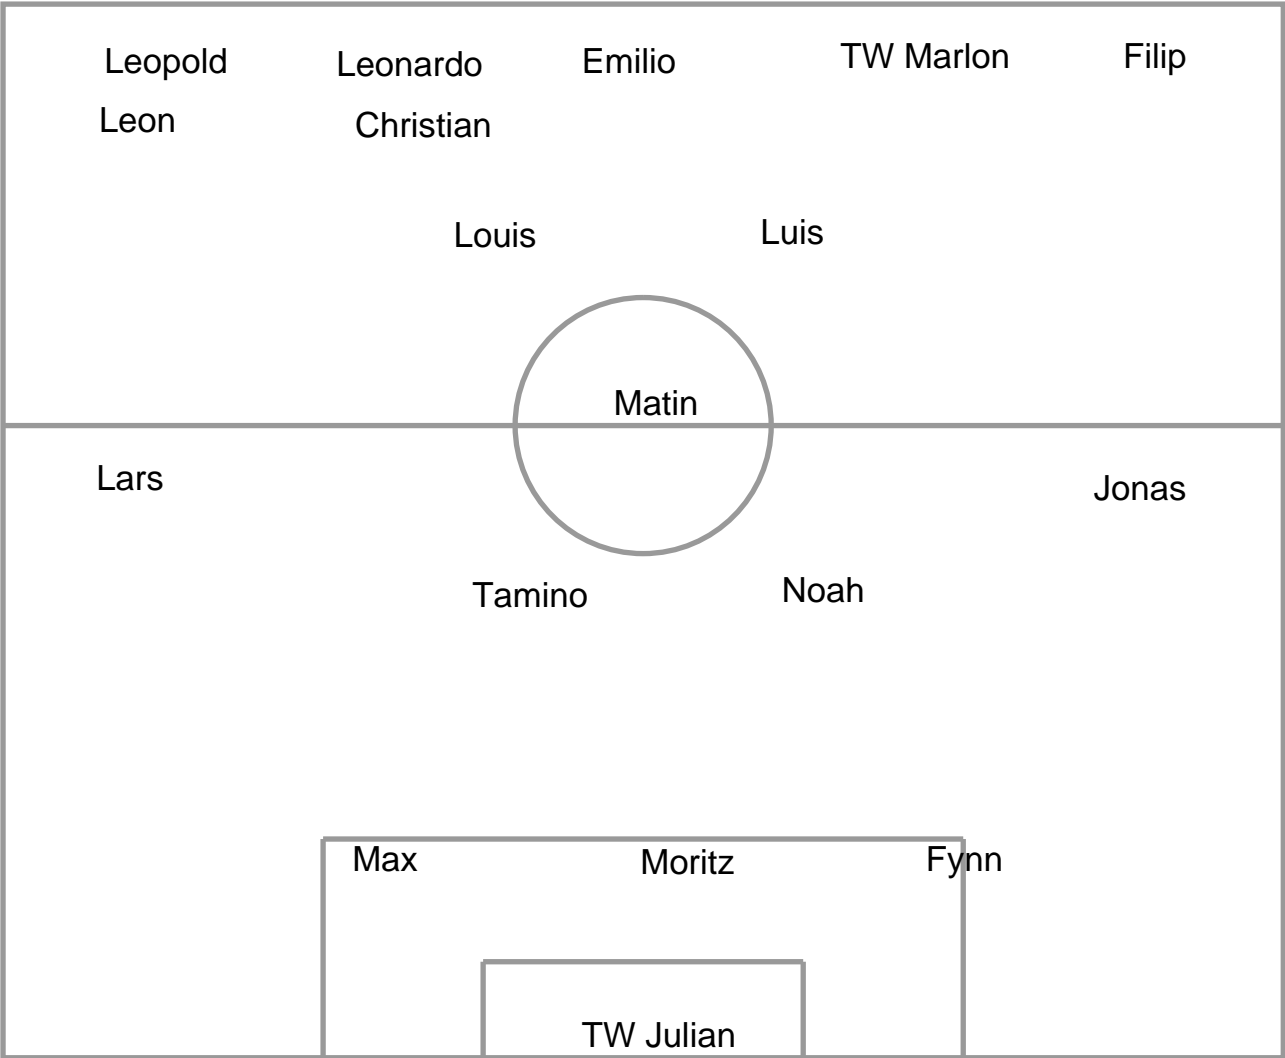 Leopold Leonardo Emilio TW Marlon Filip
Leon Christian
Louis Luis
Matin
Lars Jonas
Tamino Noah
Max Moritz Fynn
TW Julian